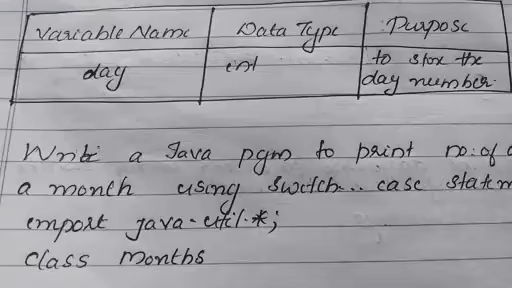 Variable Name Data Type Purpose
day int to store the
day number.
Write a Java pgm to print no. of
a month using switch... case
import java.util.*;
class Months